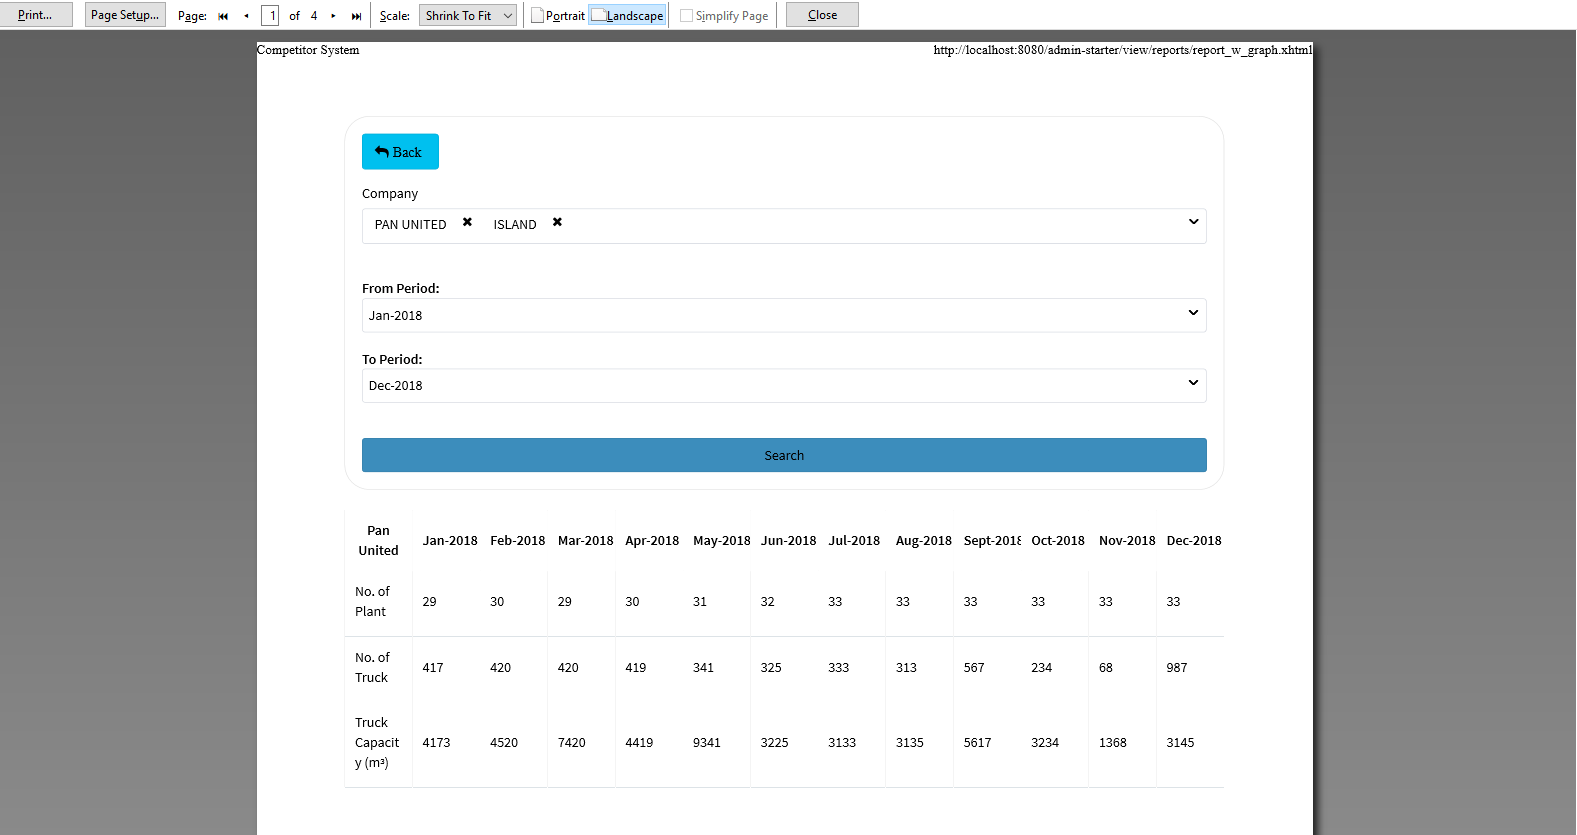 Print... Page Setup... Page: 1 of 4 Scale: Shrink To Fit Portrait Landscape Simplify Page Close
Competitor System http://localhost:8080/admin-starter/view/reports/report_w_graph.xhtml
Back
Company
PAN UNITED ISLAND
From Period:
Jan-2018
To Period:
Dec-2018
Search
Pan United Jan-2018 Feb-2018 Mar-2018 Apr-2018 May-2018 Jun-2018 Jul-2018 Aug-2018 Sept-2018 Oct-2018 Nov-2018 Dec-2018
No. of Plant 29 30 29 30 31 32 33 33 33 33 33 33
No. of Truck 417 420 420 419 341 325 333 313 567 234 68 987
Truck Capacity (m³) 4173 4520 7420 4419 9341 3225 3133 3135 5617 3234 1368 3145